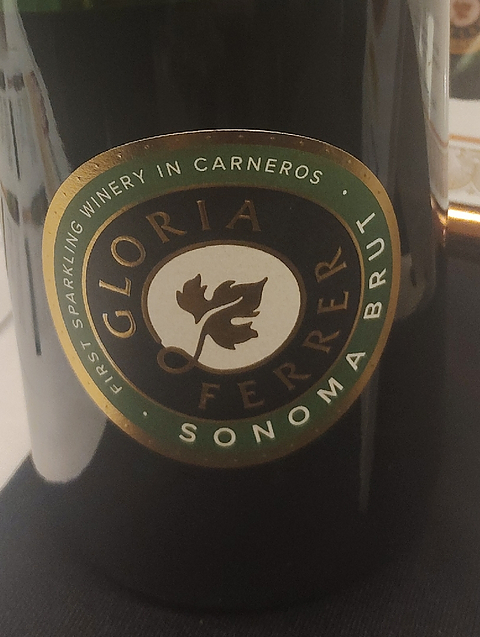 FIRST SPARKLING WINERY IN CARNEROS
GLORIA
FERRER
SONOMA BRUT